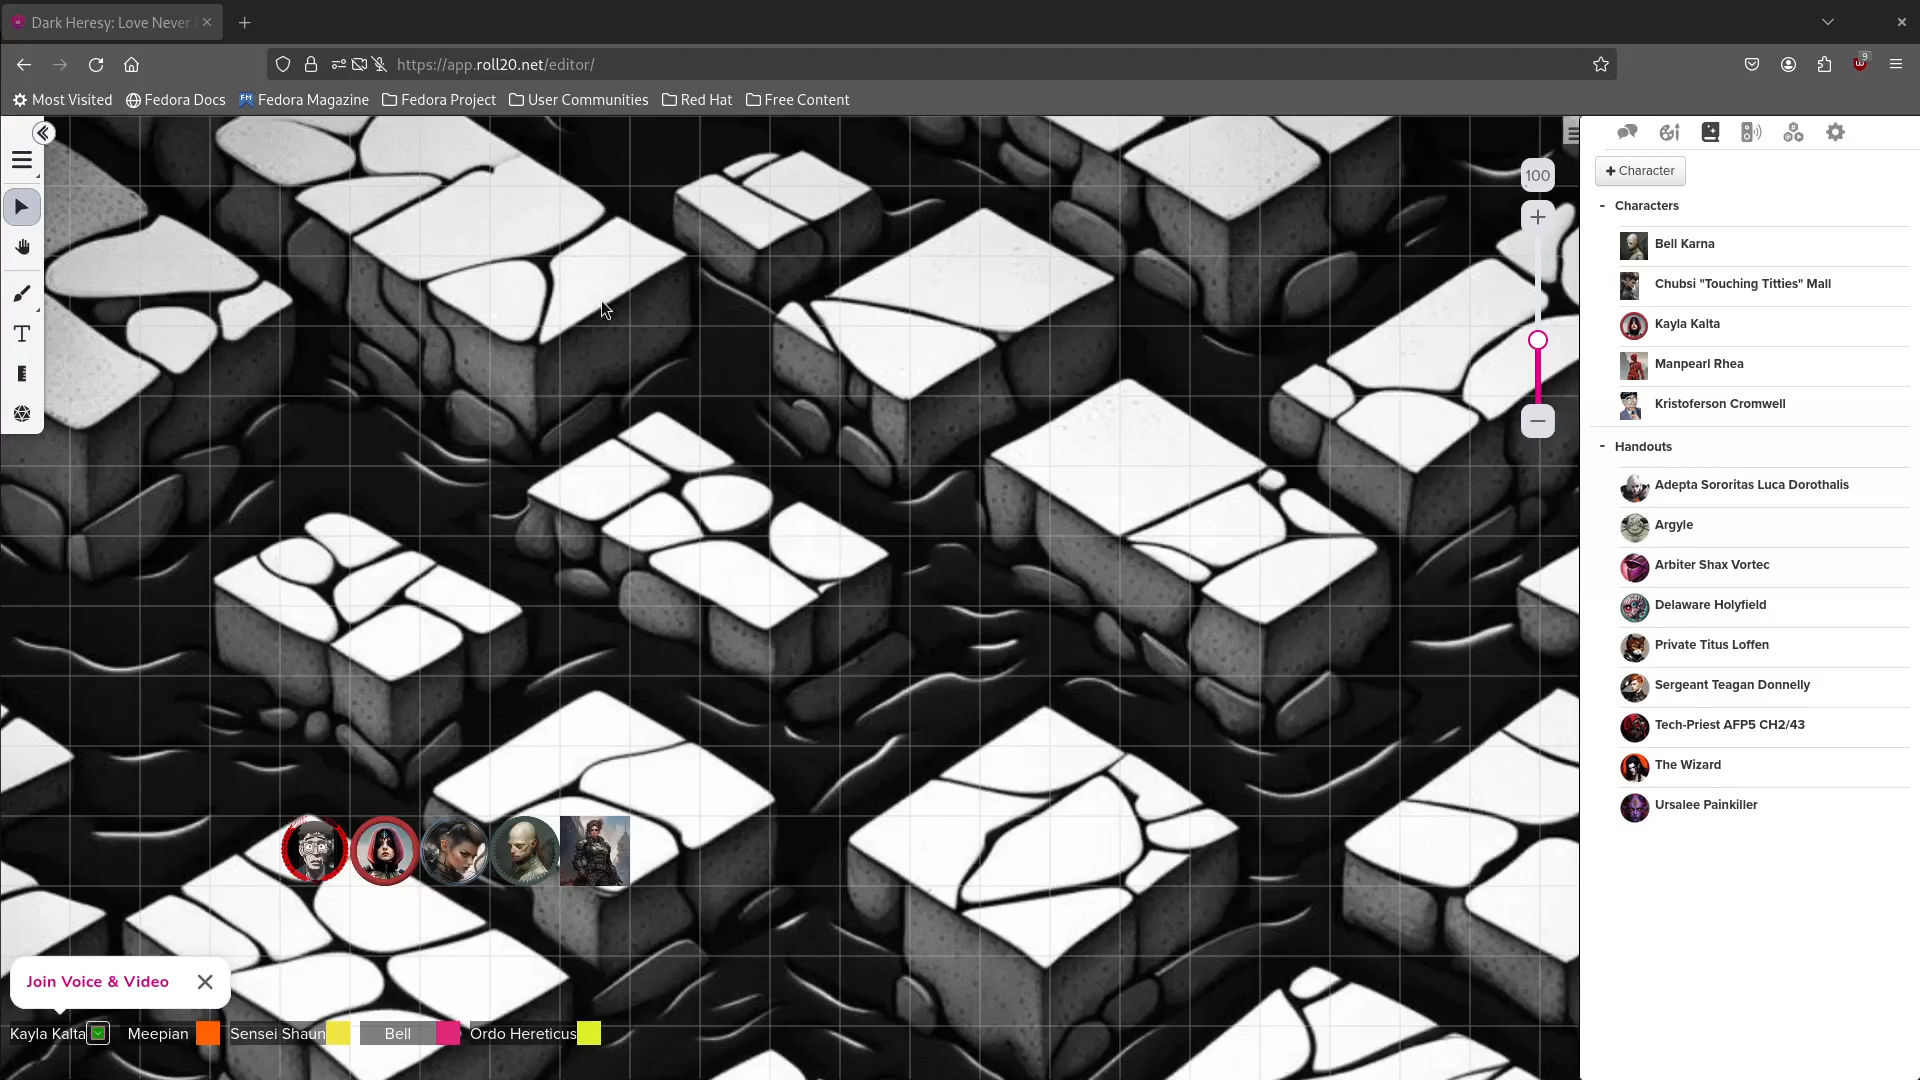 Dark Heresy: Love Never
https://app.roll20.net/editor/
9
Most Visited
Fedora Docs
Fedora Magazine
Fedora Project
User Communities
Red Hat
Free Content
100
+ Character
- Characters
Bell Karna
Chubsi "Touching Titties" Mall
Kayla Kalta
Manpearl Rhea
Kristoferson Cromwell
- Handouts
Adepta Sororitas Luca Dorothalis
Argyle
Arbiter Shax Vortec
Delaware Holyfield
Private Titus Loffen
Sergeant Teagan Donnelly
Tech-Priest AFP5 CH2/43
The Wizard
Ursalee Painkiller
Join Voice & Video
Kayla Kalta
Meepian
Sensei Shaun
Bell
Ordo Hereticus